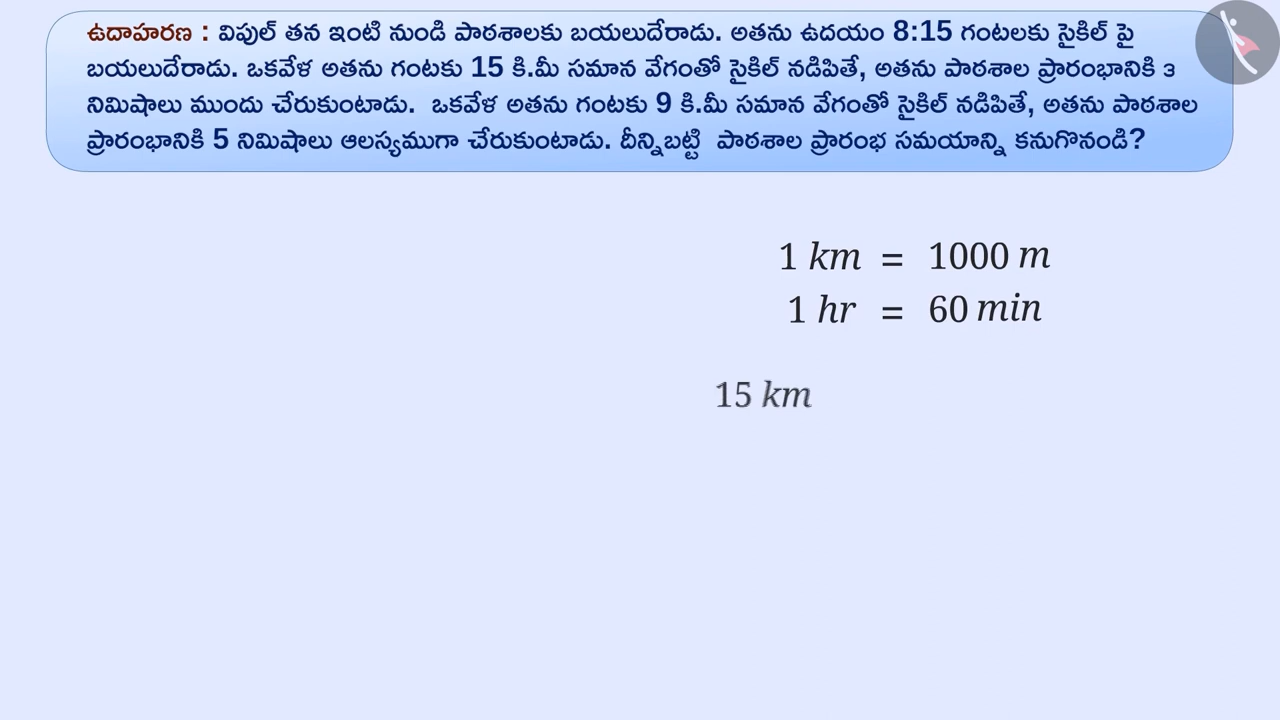 ఉదాహరణ : విపుల్ తన ఇంటి నుండి పాఠశాలకు బయలుదేరాడు. అతను ఉదయం 8:15 గంటలకు సైకిల్ పై
బయలుదేరాడు. ఒకవేళ అతను గంటకు 15 కి.మీ సమాన వేగంతో సైకిల్ నడిపితే, అతను పాఠశాల ప్రారంభానికి 3
నిమిషాలు ముందు చేరుకుంటాడు. ఒకవేళ అతను గంటకు 9 కి.మీ సమాన వేగంతో సైకిల్ నడిపితే, అతను పాఠశాల
ప్రారంభానికి 5 నిమిషాలు ఆలస్యముగా చేరుకుంటాడు. దీన్నిబట్టి పాఠశాల ప్రారంభ సమయాన్ని కనుగొనండి?
1 km = 1000 m
1 hr = 60 min
15 km